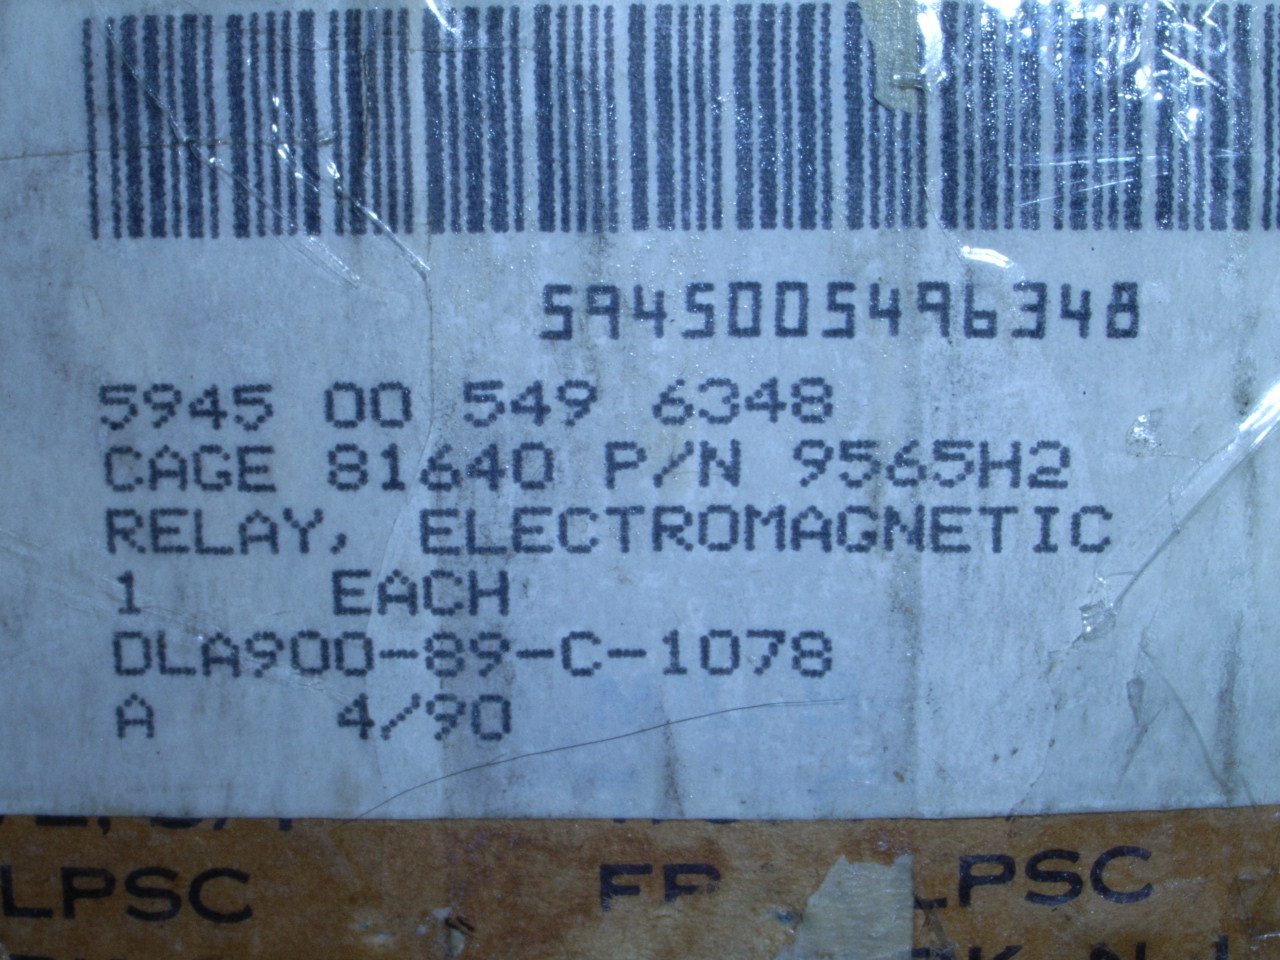 5945005496348
5945 00 549 6348
CAGE 81640 P/N 9565H2
RELAY, ELECTROMAGNETIC
1 EACH
DLA900-89-C-1078
A 4/90
LPSC LPSC